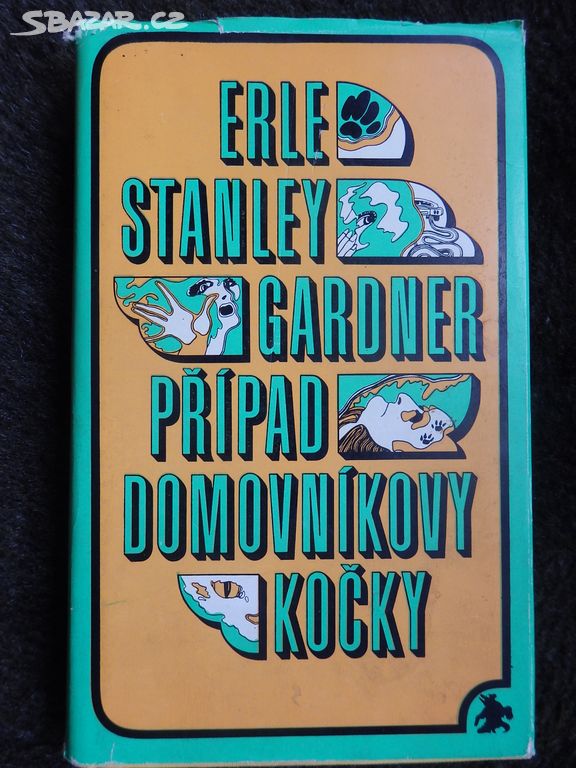 SBAZAR.CZ
ERLE
STANLEY
GARDNER
PŘÍPAD
DOMOVNÍKOVY
KOČKY